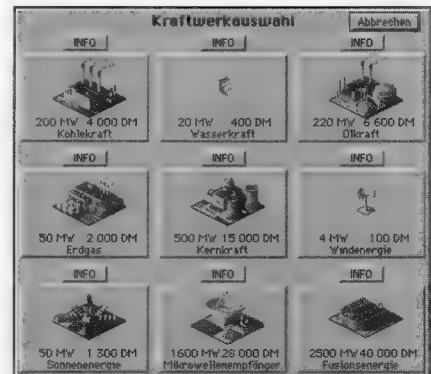 Kraftwerkauswahl Abbrechen
INFO INFO INFO
200 MW 4 000 DM 20 MW 400 DM 220 MW 6 600 DM
Kohlekraft Wasserkraft Ölkraft
INFO INFO INFO
50 MW 2 000 DM 500 MW 15 000 DM 4 MW 100 DM
Erdgas Kernkraft Windenergie
INFO INFO INFO
50 MW 1 300 DM 1600 MW 28 000 DM 2500 MW 40 000 DM
Sonnenenergie Mikrowellenempfänger Fusionsenergie